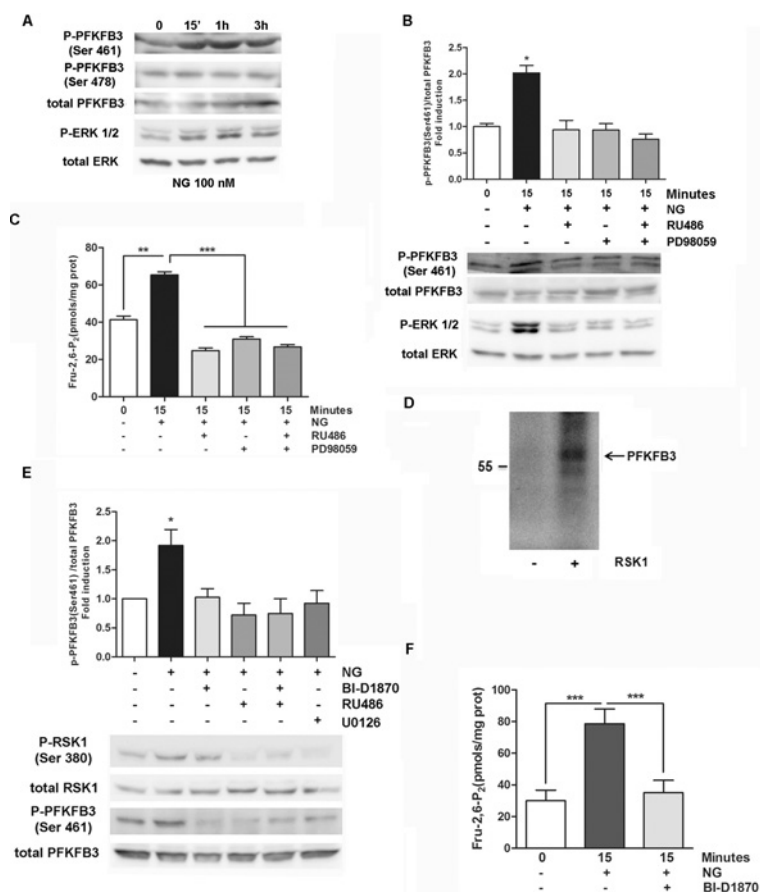 A
0 15' 1h 3h
P-PFKFB3
(Ser 461)
P-PFKFB3
(Ser 478)
total PFKFB3
P-ERK 1/2
total ERK
NG 100 nM
B
p-PFKFB3(Ser461)/total PFKFB3
Fold induction
2.5
2.0
1.5
1.0
0.5
0.0
*
0 15 15 15 15 Minutes
- + + + + NG
- - + - + RU486
- - - + + PD98059
P-PFKFB3
(Ser 461)
total PFKFB3
P-ERK 1/2
total ERK
C
Fru-2,6-P2(pmols/mg prot)
80
60
40
20
0
** ***
0 15 15 15 15 Minutes
- + + + + NG
- - + - + RU486
- - - + + PD98059
D
55
PFKFB3
- + RSK1
E
p-PFKFB3(Ser461) /total PFKFB3
Fold induction
2.5
2.0
1.5
1.0
0.5
0.0
*
- + + + + + NG
- - + - + - BI-D1870
- - - + + - RU486
- - - - - + U0126
P-RSK1
(Ser 380)
total RSK1
P-PFKFB3
(Ser 461)
total PFKFB3
F
Fru-2,6-P2(pmols/mg prot)
100
80
60
40
20
0
*** ***
0 15 15 Minutes
- + + NG
- - + BI-D1870